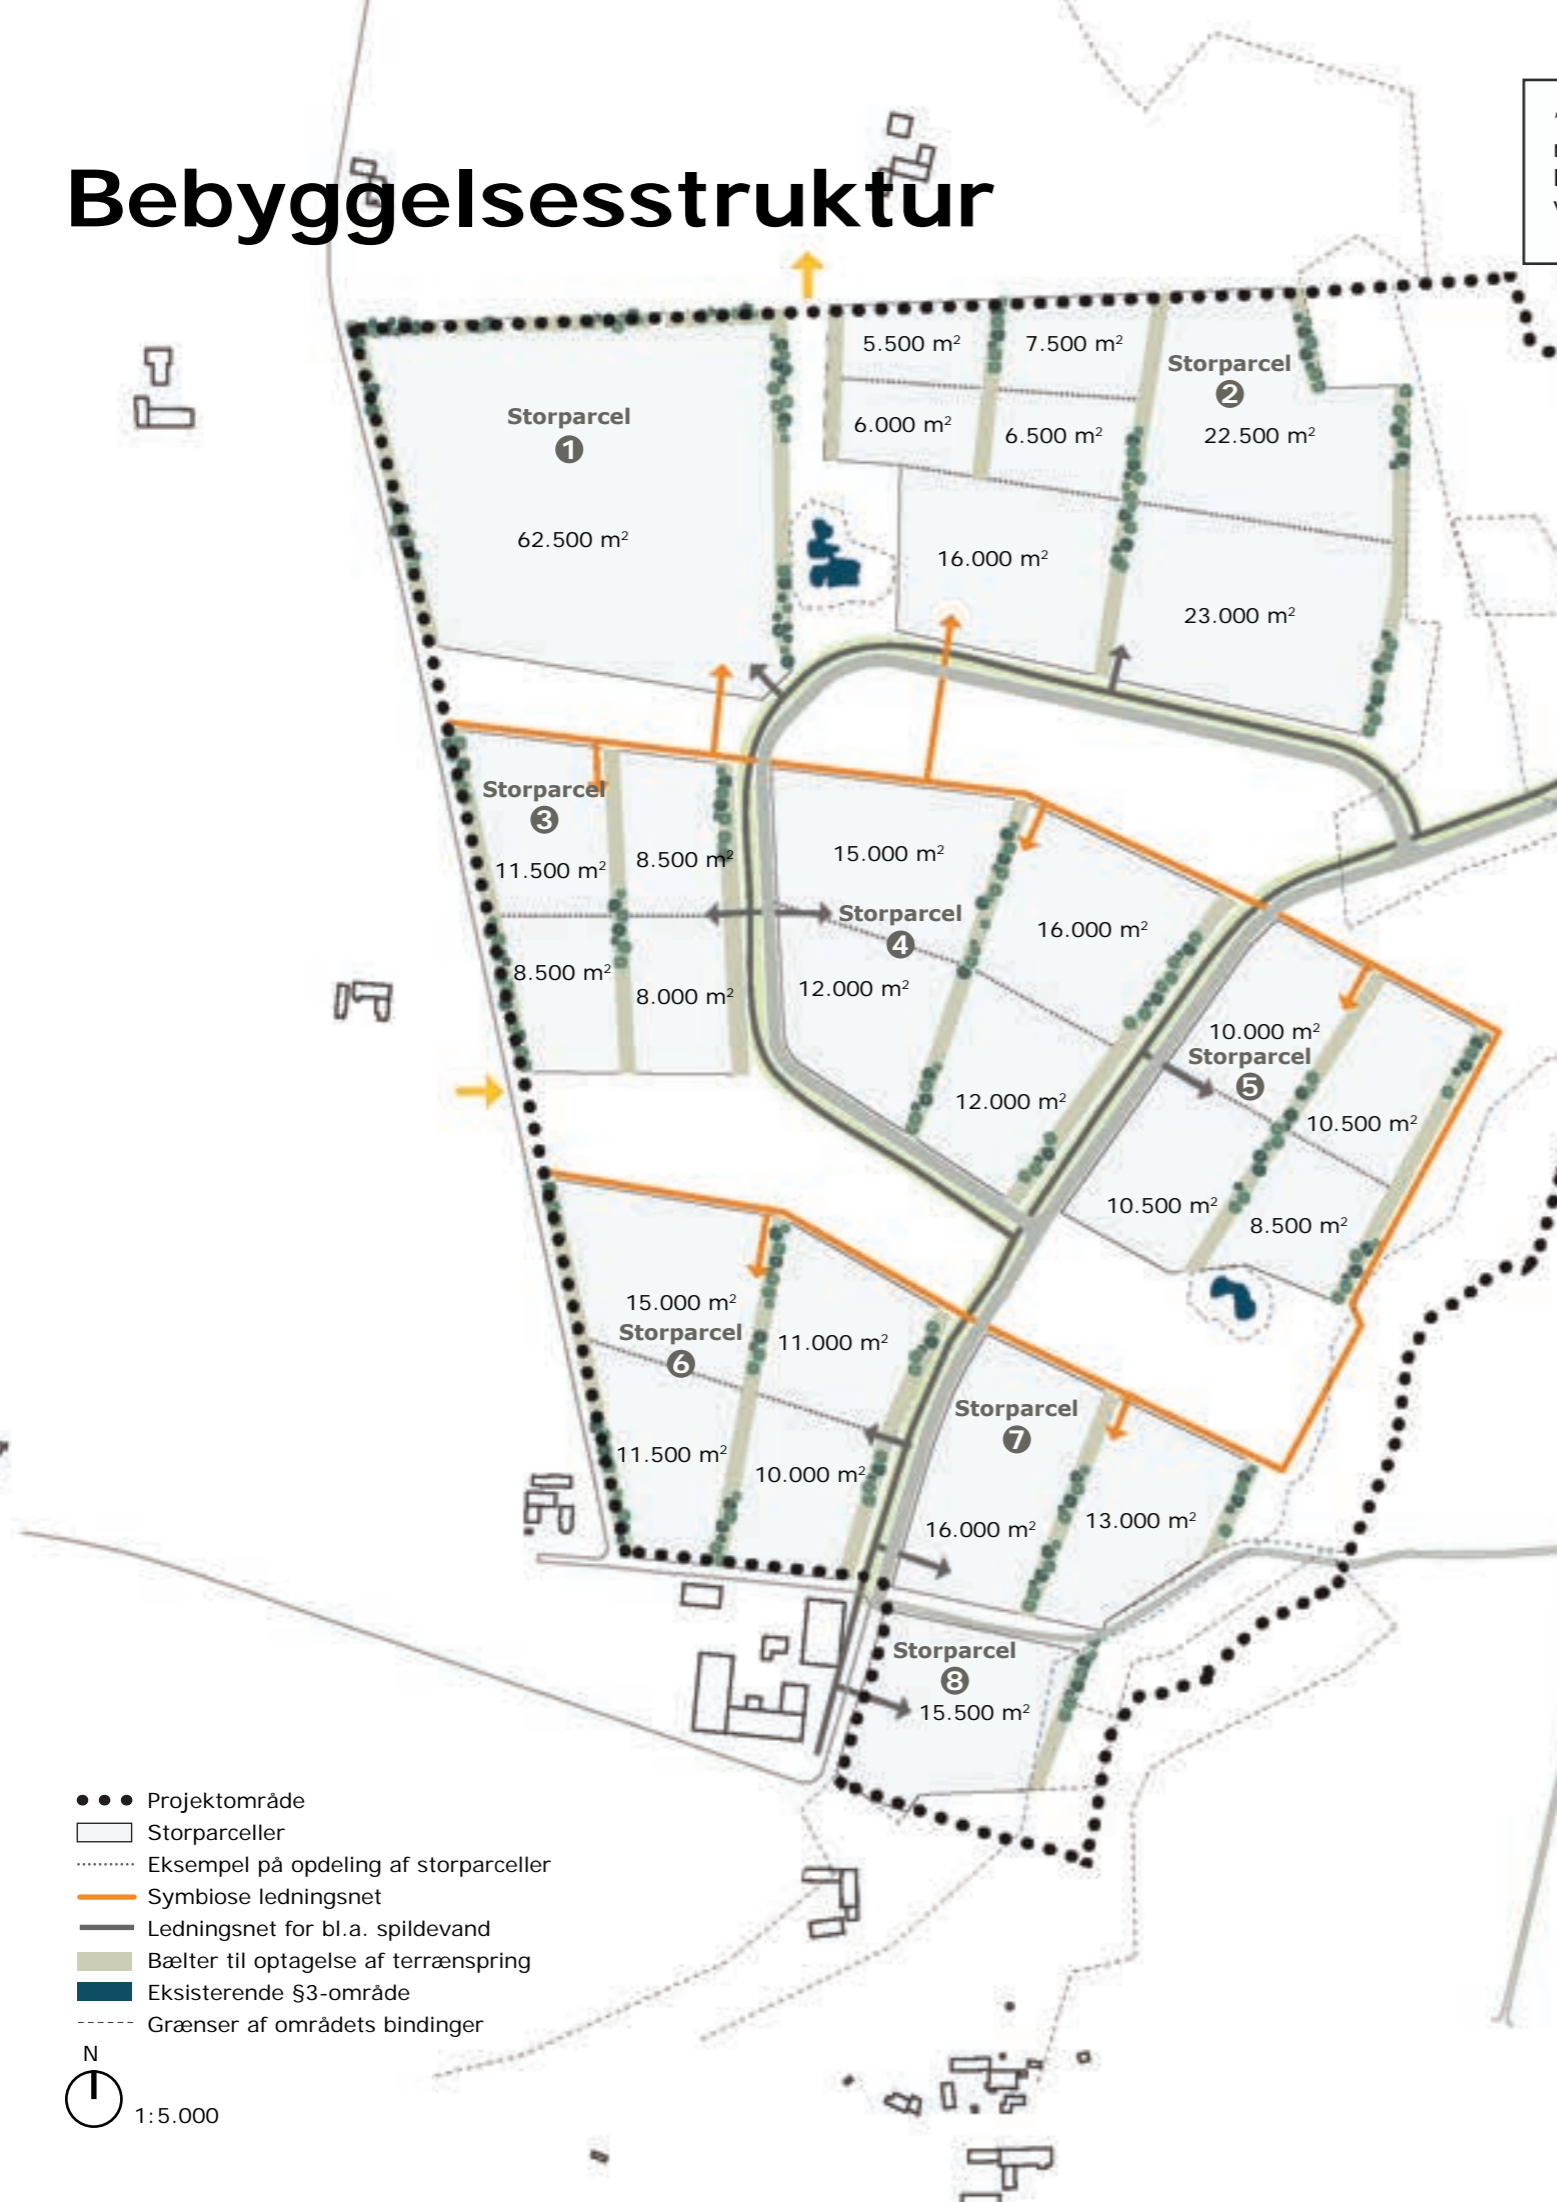 Bebyggelsesstruktur
5.500 m²
7.500 m²
Storparcel
2
6.000 m²
6.500 m²
22.500 m²
Storparcel
1
62.500 m²
16.000 m²
23.000 m²
Storparcel
3
11.500 m²
8.500 m²
8.500 m²
8.000 m²
15.000 m²
Storparcel
4
16.000 m²
12.000 m²
12.000 m²
10.000 m²
Storparcel
5
10.500 m²
10.500 m²
8.500 m²
15.000 m²
Storparcel
6
11.000 m²
11.500 m²
10.000 m²
Storparcel
7
16.000 m²
13.000 m²
Storparcel
8
15.500 m²
Projektområde
Storparceller
Eksempel på opdeling af storparceller
Symbiose ledningsnet
Ledningsnet for bl.a. spildevand
Bælter til optagelse af terrænspring
Eksisterende §3-område
Grænser af områdets bindinger
N
1:5.000